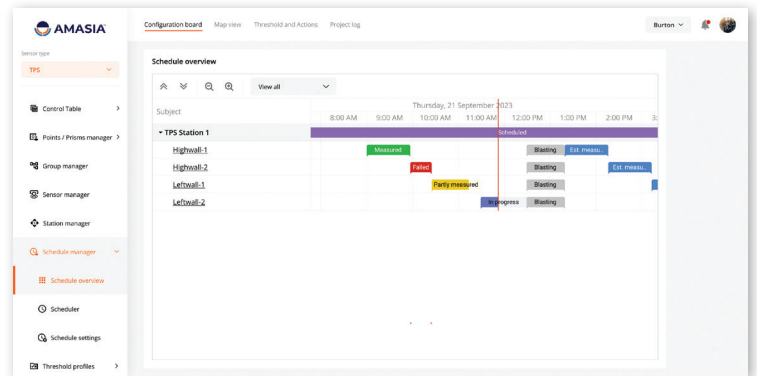 AMASIA
Configuration board Map view Threshold and Actions Project log
Burton
Sensor type
TPS
Control Table
Points / Prisms manager
Group manager
Sensor manager
Station manager
Schedule manager
Schedule overview
Scheduler
Schedule settings
Threshold profiles
Schedule overview
View all
Subject
Thursday, 21 September 2023
8:00 AM 9:00 AM 10:00 AM 11:00 AM 12:00 PM 1:00 PM 2:00 PM 3:
TPS Station 1 Scheduled
Highwall-1 Measured Blasting Est. measu..
Highwall-2 Failed Blasting Est. measu..
Leftwall-1 Partly measured Blasting
Leftwall-2 In progress Blasting